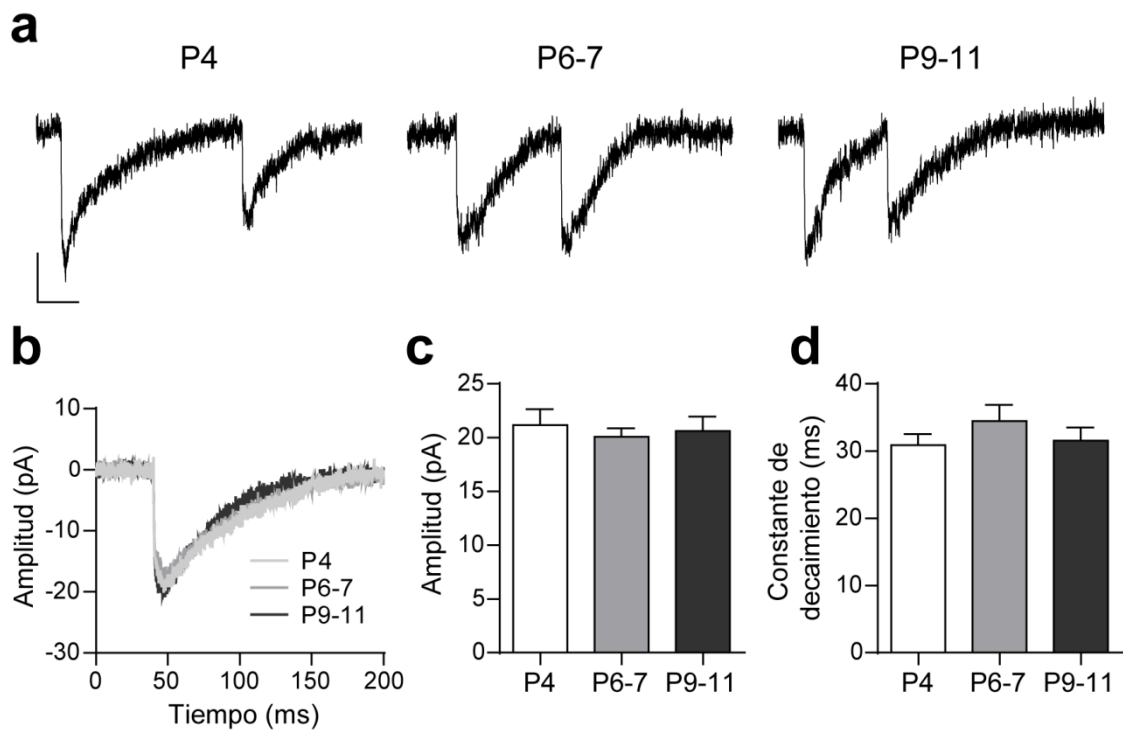 a
P4 P6-7 P9-11
b
Amplitud (pA)
10
0
-10
-20
-30
P4
P6-7
P9-11
0 50 100 150 200
Tiempo (ms)
c
Amplitud (pA)
25
20
15
10
5
0
P4 P6-7 P9-11
d
Constante de
decaimiento (ms)
40
30
20
10
0
P4 P6-7 P9-11